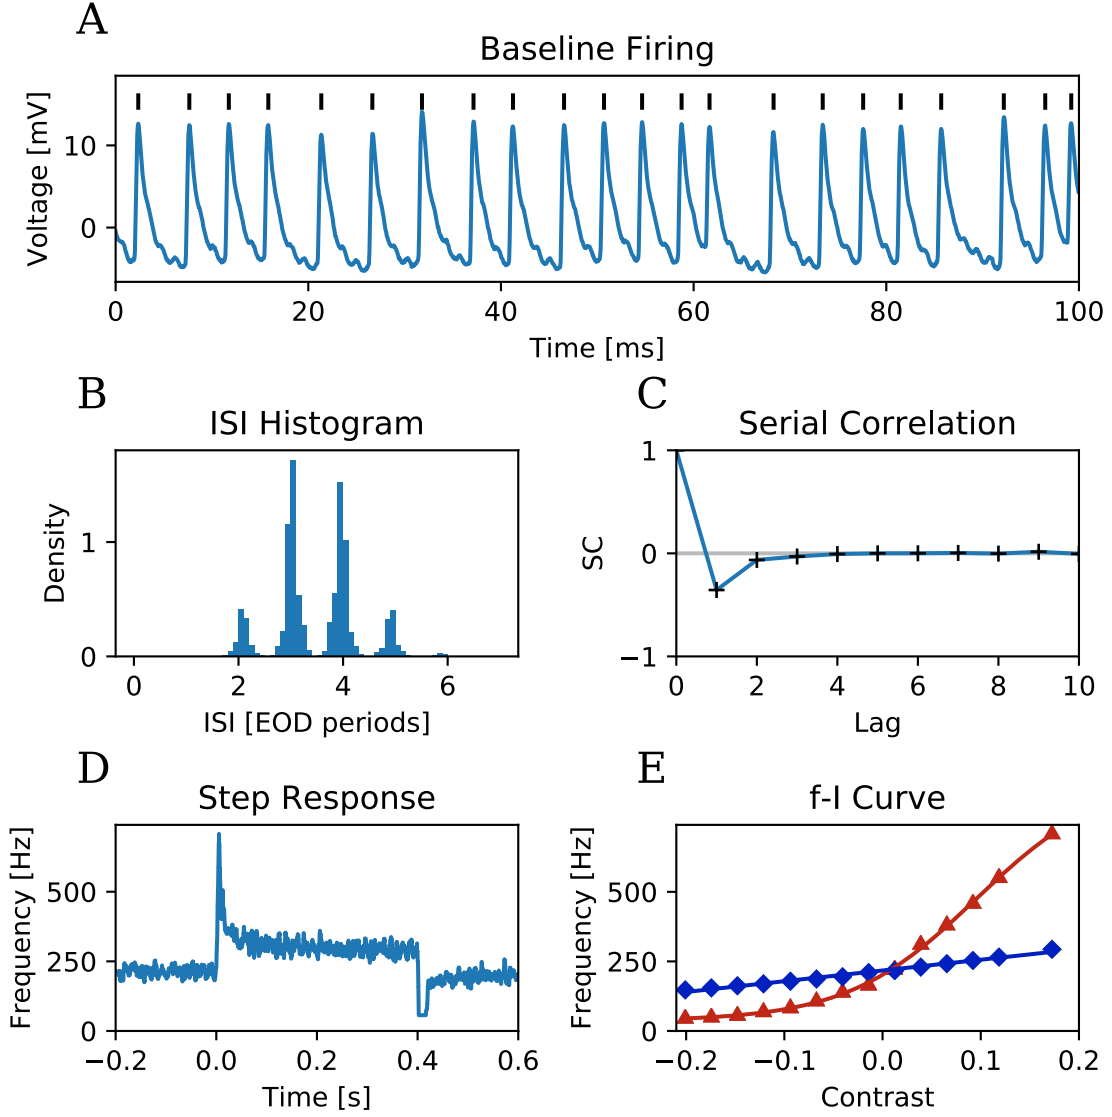 A
Baseline Firing
Voltage [mV]
10
0
0 20 40 60 80 100
Time [ms]
B
ISI Histogram
Density
1
0
0 2 4 6
ISI [EOD periods]
C
Serial Correlation
SC
1
0
−1
0 2 4 6 8 10
Lag
D
Step Response
Frequency [Hz]
500
250
0
−0.2 0.0 0.2 0.4 0.6
Time [s]
E
f-I Curve
Frequency [Hz]
500
250
0
−0.2 −0.1 0.0 0.1 0.2
Contrast